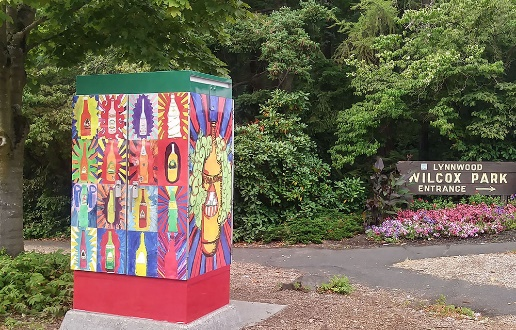 LYNNWOOD
WILCOX PARK
ENTRANCE →